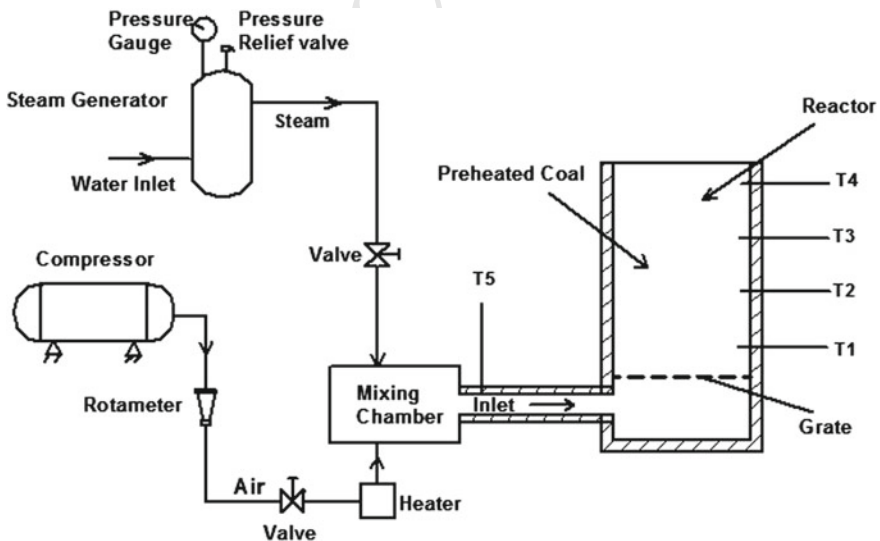 Pressure
Gauge
Pressure
Relief valve
Steam Generator
Steam
Water Inlet
Reactor
Preheated Coal
T4
T3
T2
T1
Valve
Compressor
T5
Rotameter
Mixing
Chamber
Inlet
Grate
Air
Heater
Valve